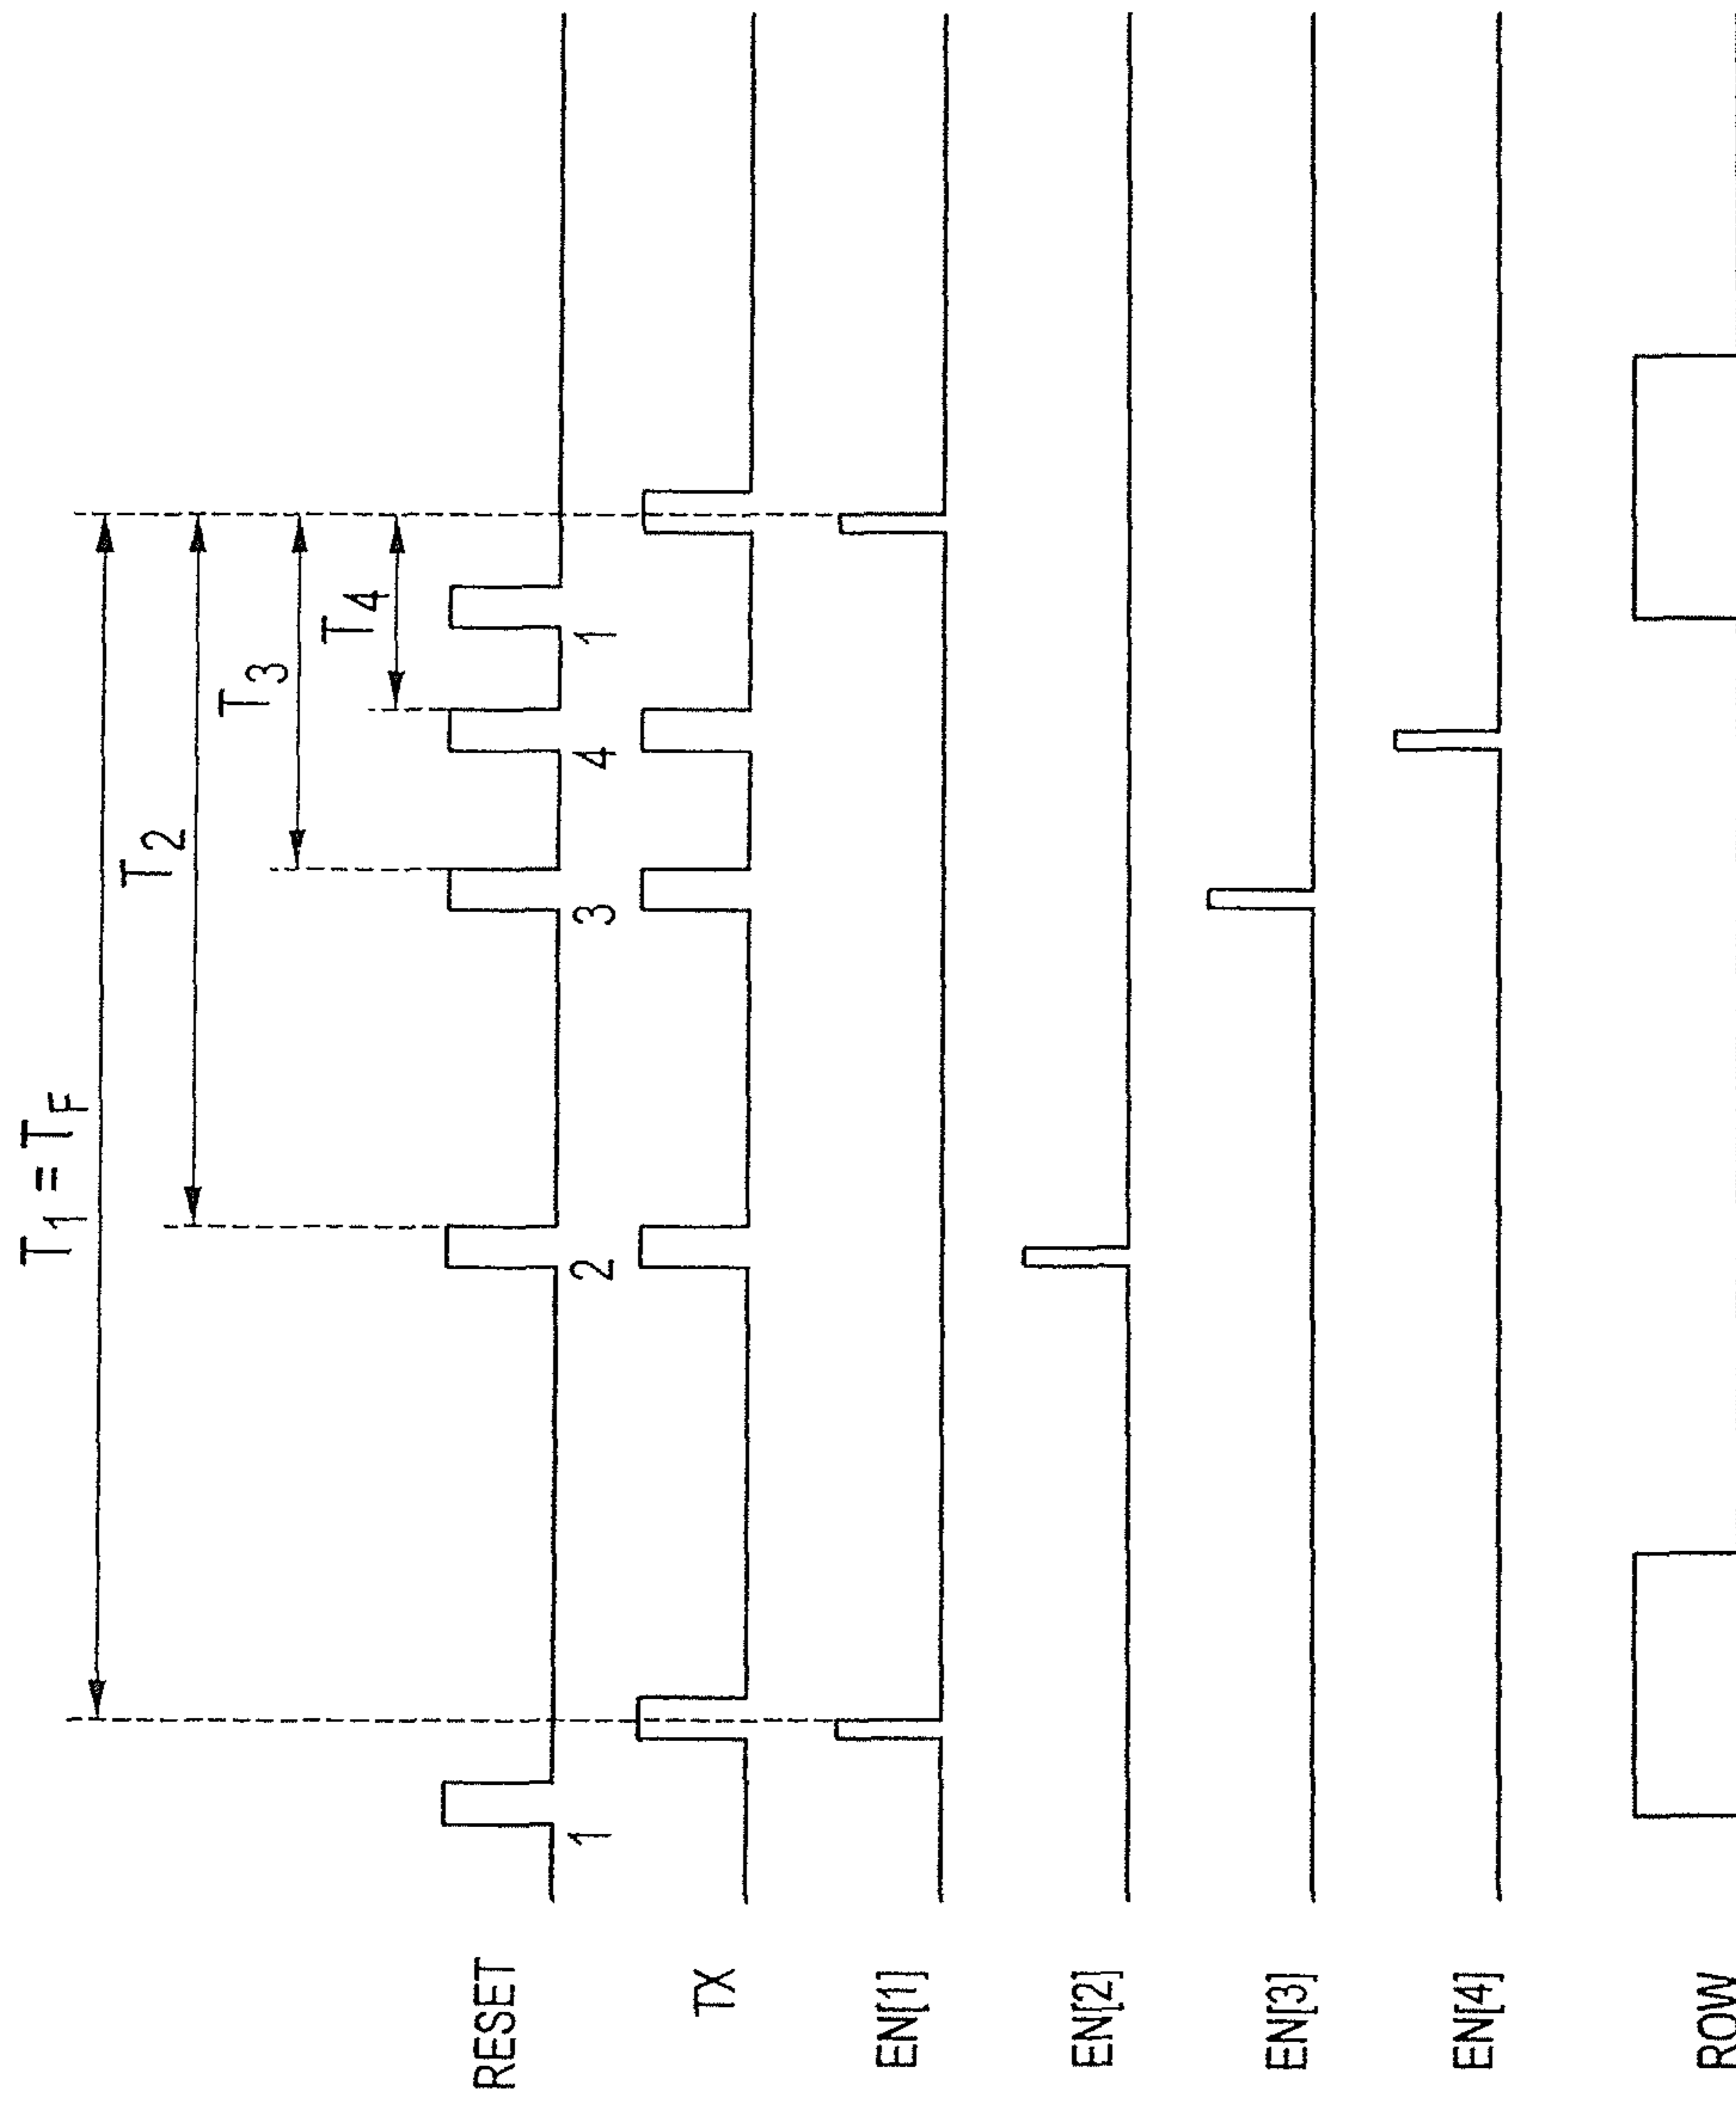 T1 = TF
T2
T3
T4
RESET
1
2
3
4
1
TX
EN[1]
EN[2]
EN[3]
EN[4]
ROW